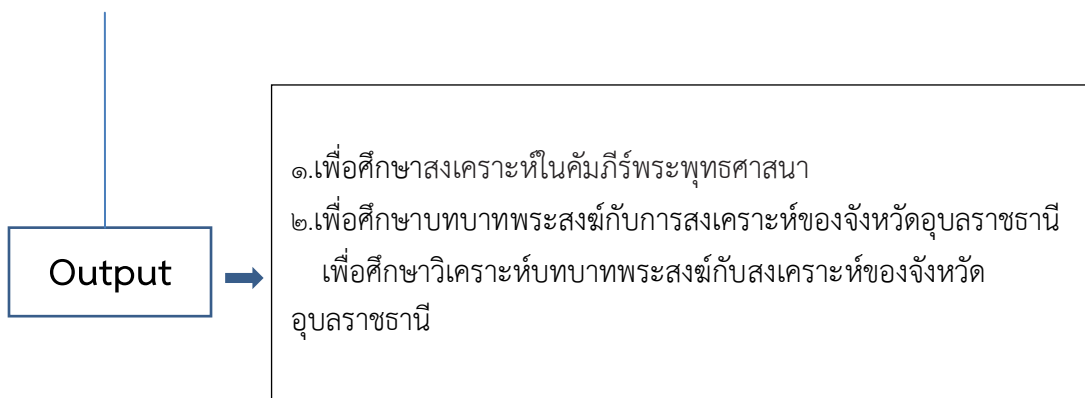 ๑.เพื่อศึกษาสงเคราะห์ในคัมภีร์พระพุทธศาสนา
๒.เพื่อศึกษาบทบาทพระสงฆ์กับการสงเคราะห์ของจังหวัดอุบลราชธานี
Output
เพื่อศึกษาวิเคราะห์บทบาทพระสงฆ์กับสงเคราะห์ของจังหวัด
อุบลราชธานี